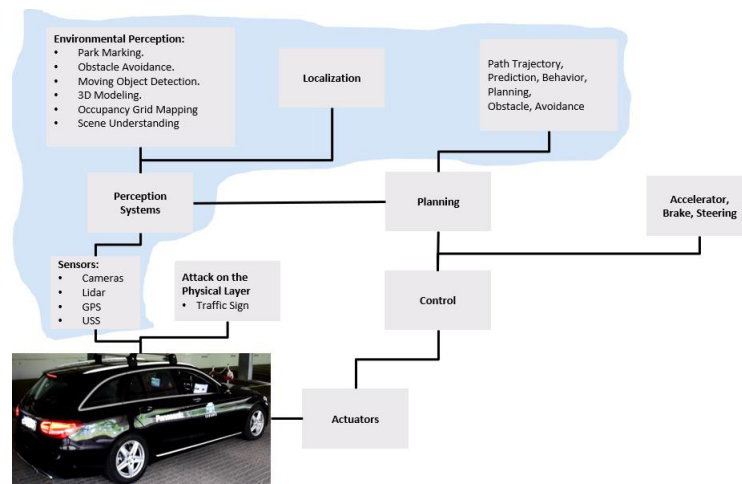 Environmental Perception:
• Park Marking.
• Obstacle Avoidance.
• Moving Object Detection.
• 3D Modeling.
• Occupancy Grid Mapping
• Scene Understanding
Localization
Path Trajectory,
Prediction, Behavior,
Planning,
Obstacle, Avoidance
Perception
Systems
Planning
Accelerator,
Brake, Steering
Sensors:
• Cameras
• Lidar
• GPS
• USS
Attack on the
Physical Layer
• Traffic Sign
Control
Panasonic
Actuators